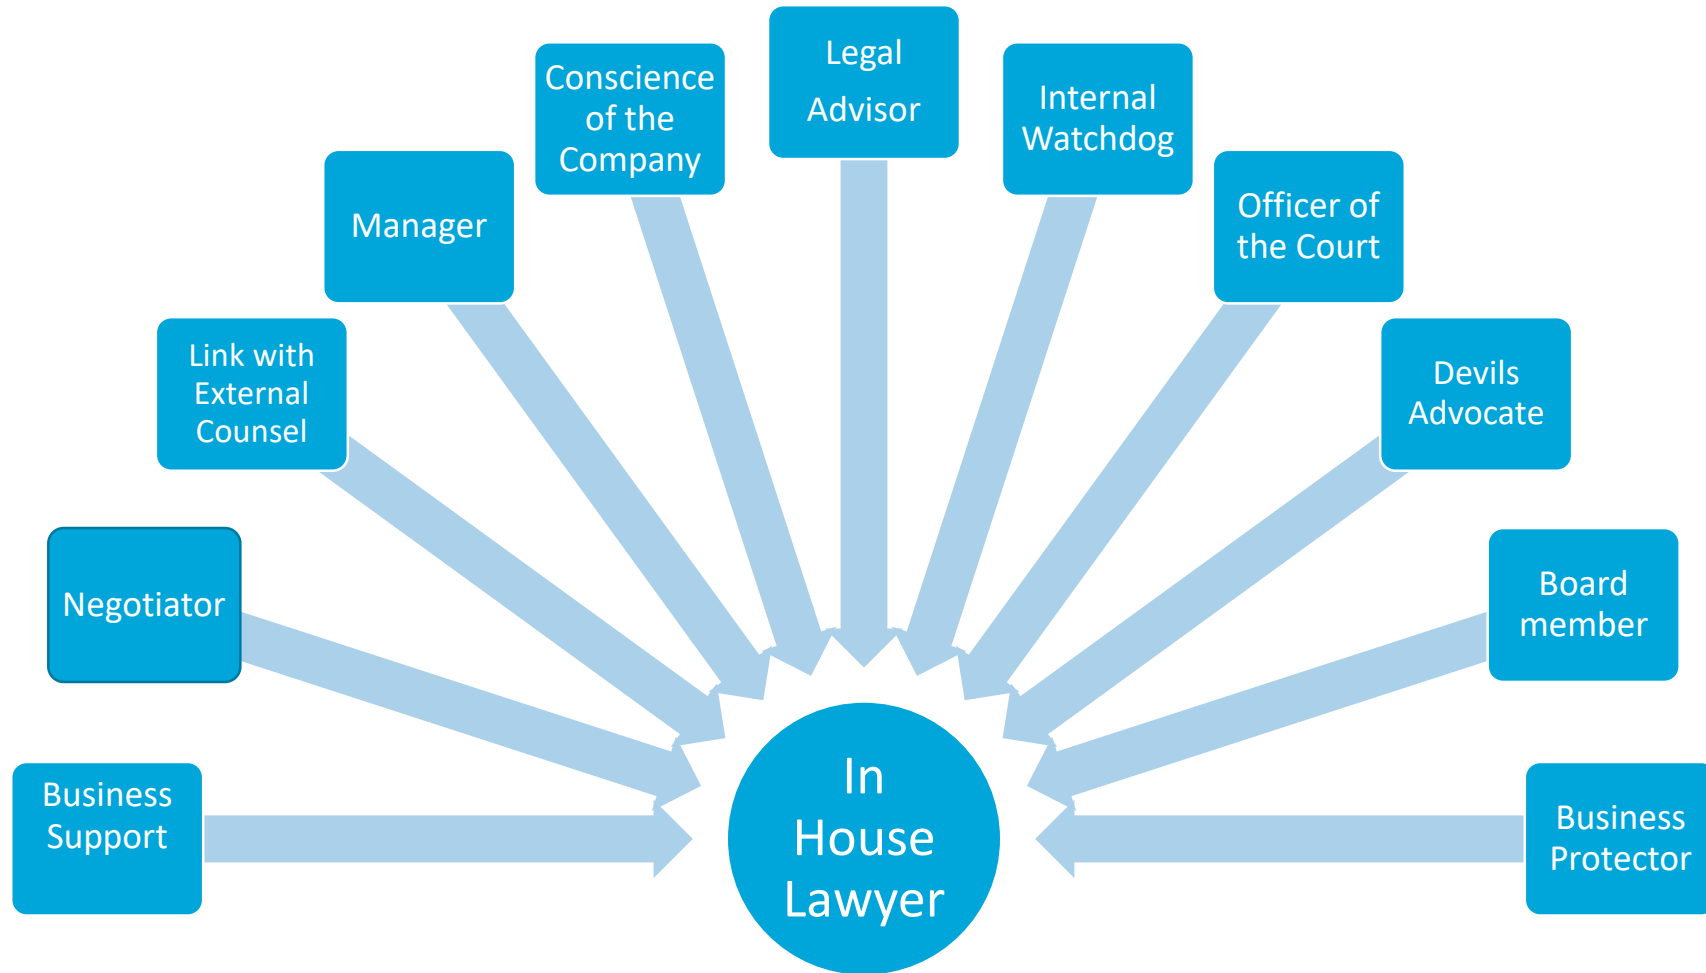 Business
Support
Negotiator
Link with
External
Counsel
Manager
Conscience
of the
Company
Legal
Advisor
Internal
Watchdog
Officer of
the Court
Devils
Advocate
Board
member
Business
Protector
In
House
Lawyer